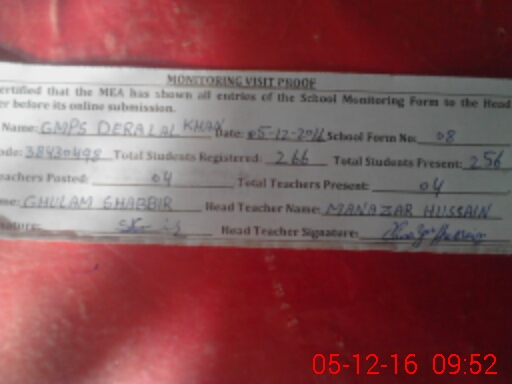 MONITORING VISIT PROOF
ertified that the MEA has shown all entries of the School Monitoring Form to the Head
er before its online submission.
Name: GMPS DERALAL KHAN Date: 05-12-2016 School Form No: 08
ode: 38430498 Total Students Registered: 266 Total Students Present: 256
eachers Posted: 04 Total Teachers Present: 04
me: GHULAM SHABBIR Head Teacher Name: MANAZAR HUSSAIN
nature: Head Teacher Signature:
05-12-16 09:52